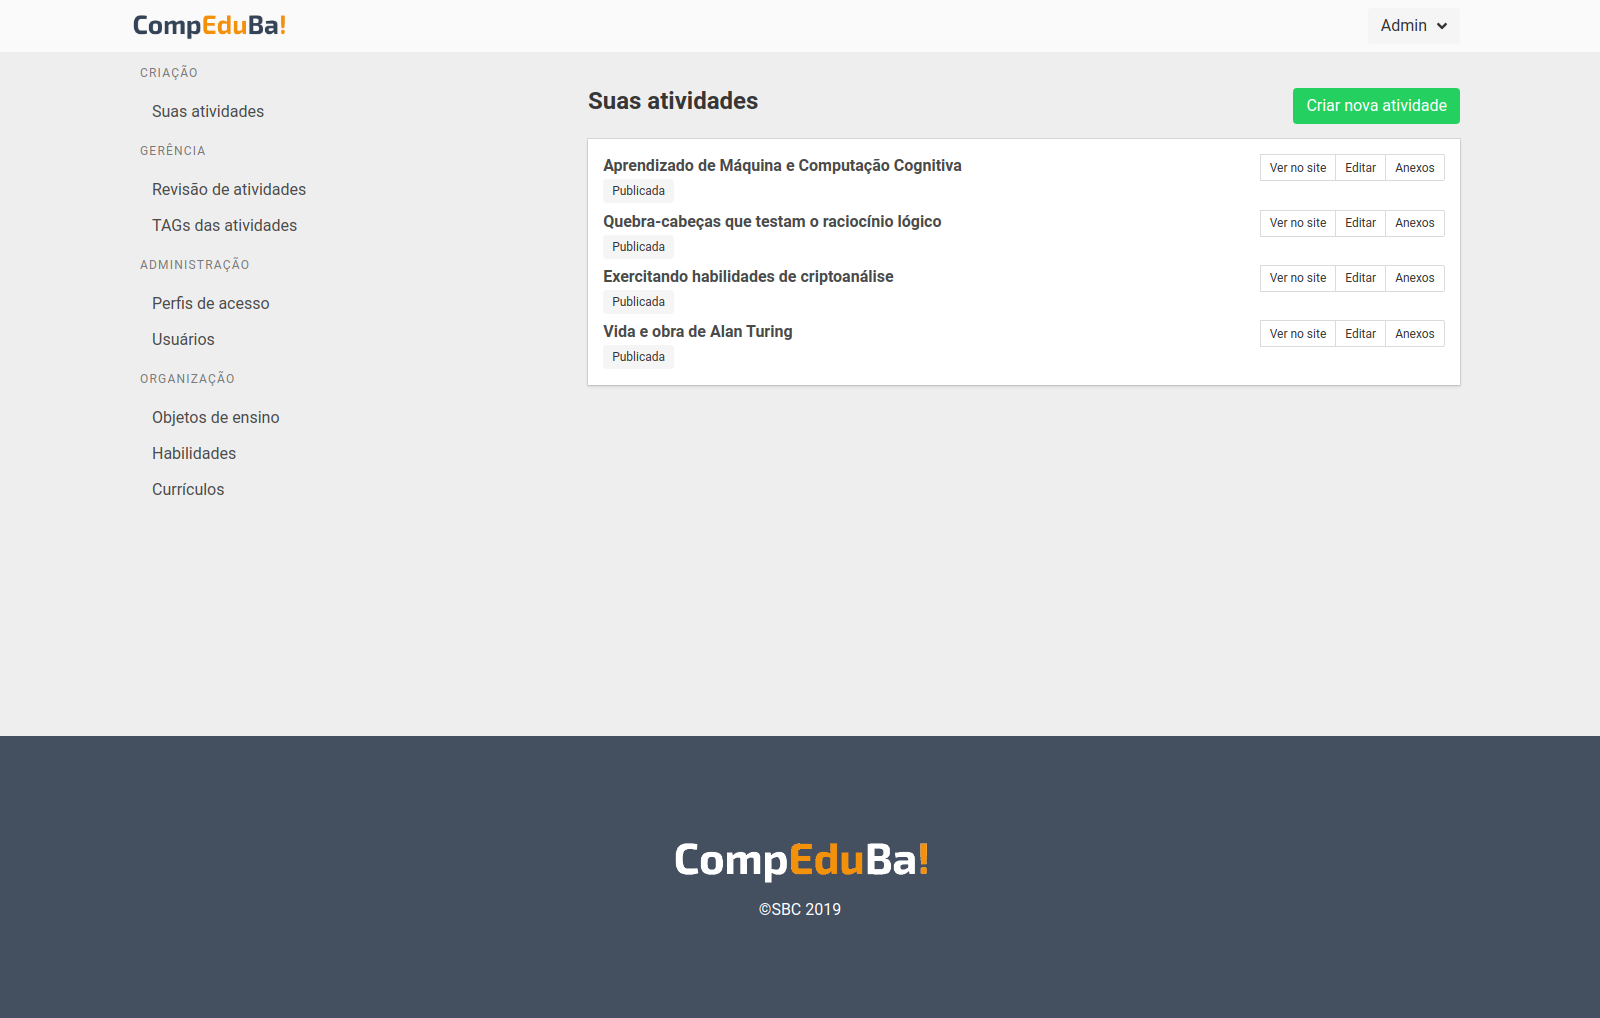 CompEduBa!
Admin
CRIAÇÃO
Suas atividades
GERÊNCIA
Revisão de atividades
TAGs das atividades
ADMINISTRAÇÃO
Perfis de acesso
Usuários
ORGANIZAÇÃO
Objetos de ensino
Habilidades
Currículos
Suas atividades
Criar nova atividade
Aprendizado de Máquina e Computação Cognitiva
Publicada
Ver no site Editar Anexos
Quebra-cabeças que testam o raciocínio lógico
Publicada
Ver no site Editar Anexos
Exercitando habilidades de criptoanálise
Publicada
Ver no site Editar Anexos
Vida e obra de Alan Turing
Publicada
Ver no site Editar Anexos
CompEduBa!
©SBC 2019